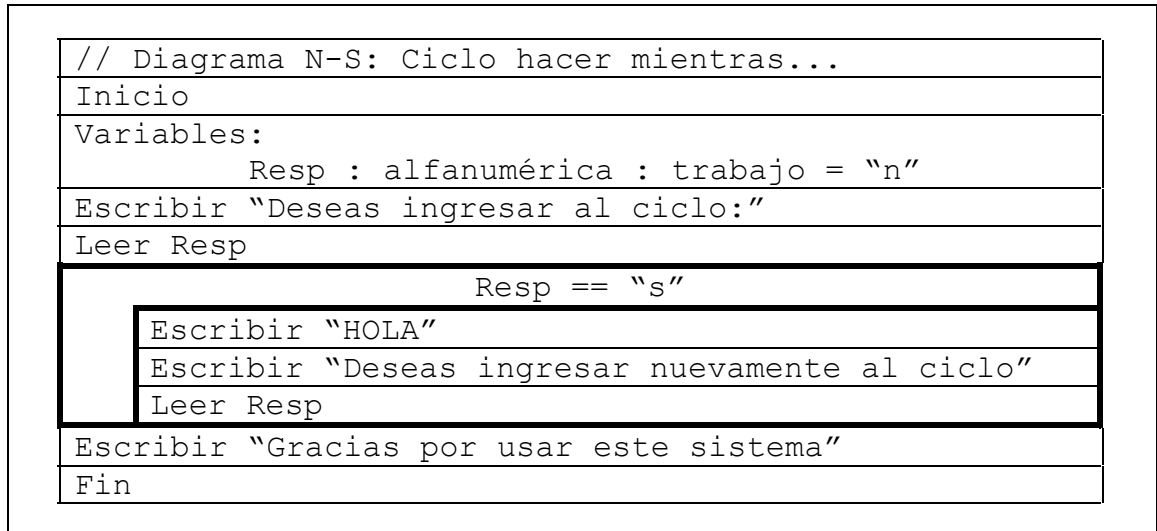 // Diagrama N-S: Ciclo hacer mientras...
Inicio
Variables:
Resp : alfanumérica : trabajo = “n”
Escribir “Deseas ingresar al ciclo:”
Leer Resp
Resp == “s”
Escribir “HOLA”
Escribir “Deseas ingresar nuevamente al ciclo”
Leer Resp
Escribir “Gracias por usar este sistema”
Fin